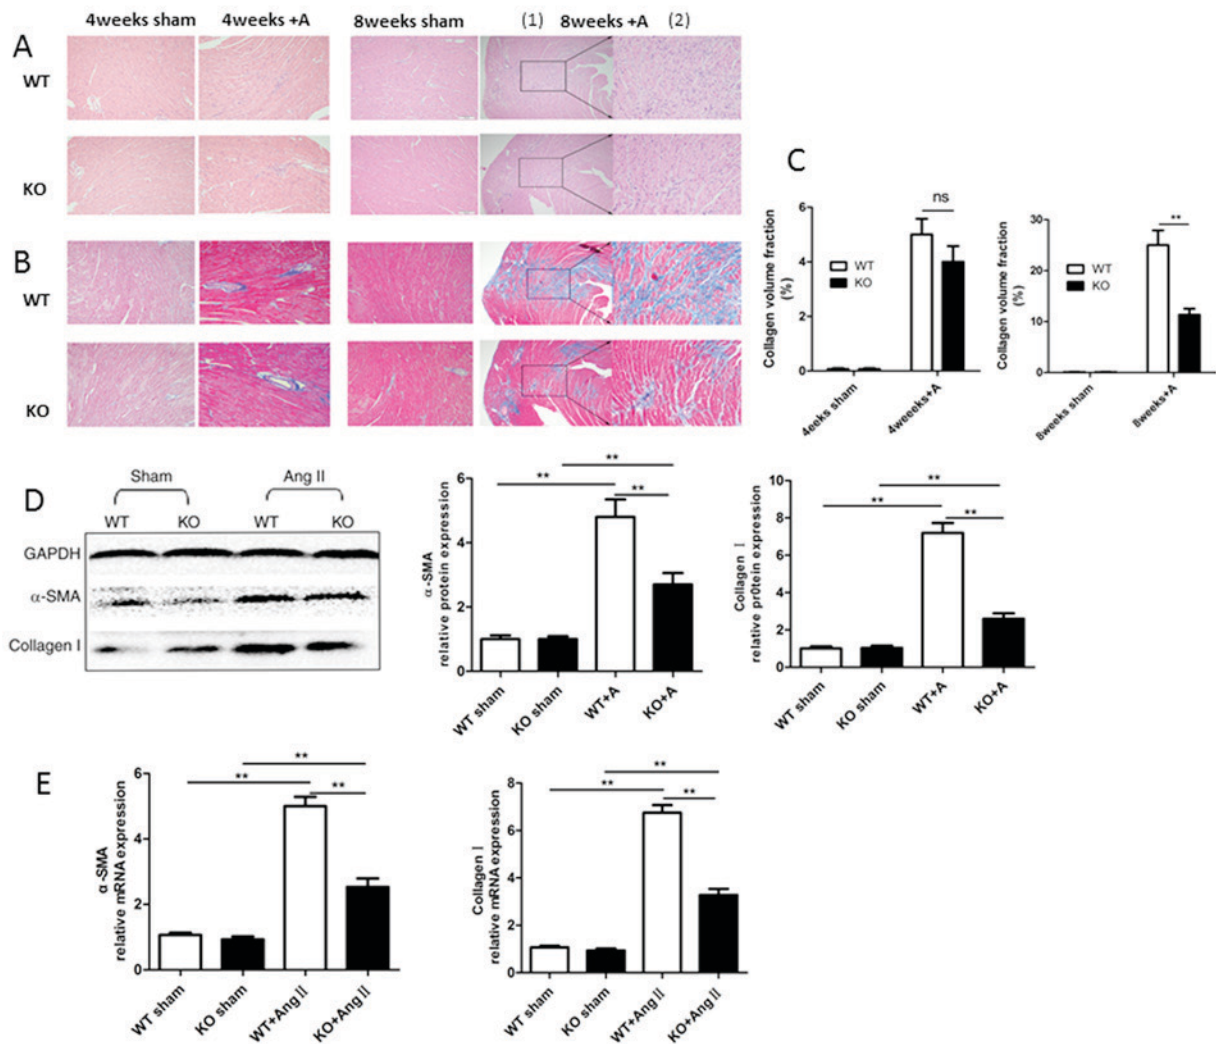 4weeks sham 4weeks +A 8weeks sham (1) 8weeks +A (2)
A
WT
KO
B
WT
KO
C
Collagen volume fraction
(%)
6
4
2
0
ns
WT
KO
4eeks sham
4weeeks+A
Collagen volume fraction
(%)
30
20
10
0
**
WT
KO
8weeks sham
8weeks+A
D
Sham Ang II
WT KO WT KO
GAPDH
α-SMA
Collagen I
α-SMA
relative protein expression
6
4
2
0
**
**
**
WT sham
KO sham
WT+A
KO+A
Collagen I
relative pr0tein expression
10
8
6
4
2
0
**
**
**
WT sham
KO sham
WT+A
KO+A
E
α-SMA
relative mRNA expression
6
4
2
0
**
**
**
WT sham
KO sham
WT+Ang II
KO+Ang II
Collagen I
relative mRNA expression
8
6
4
2
0
**
**
**
WT sham
KO sham
WT+Ang II
KO+Ang II